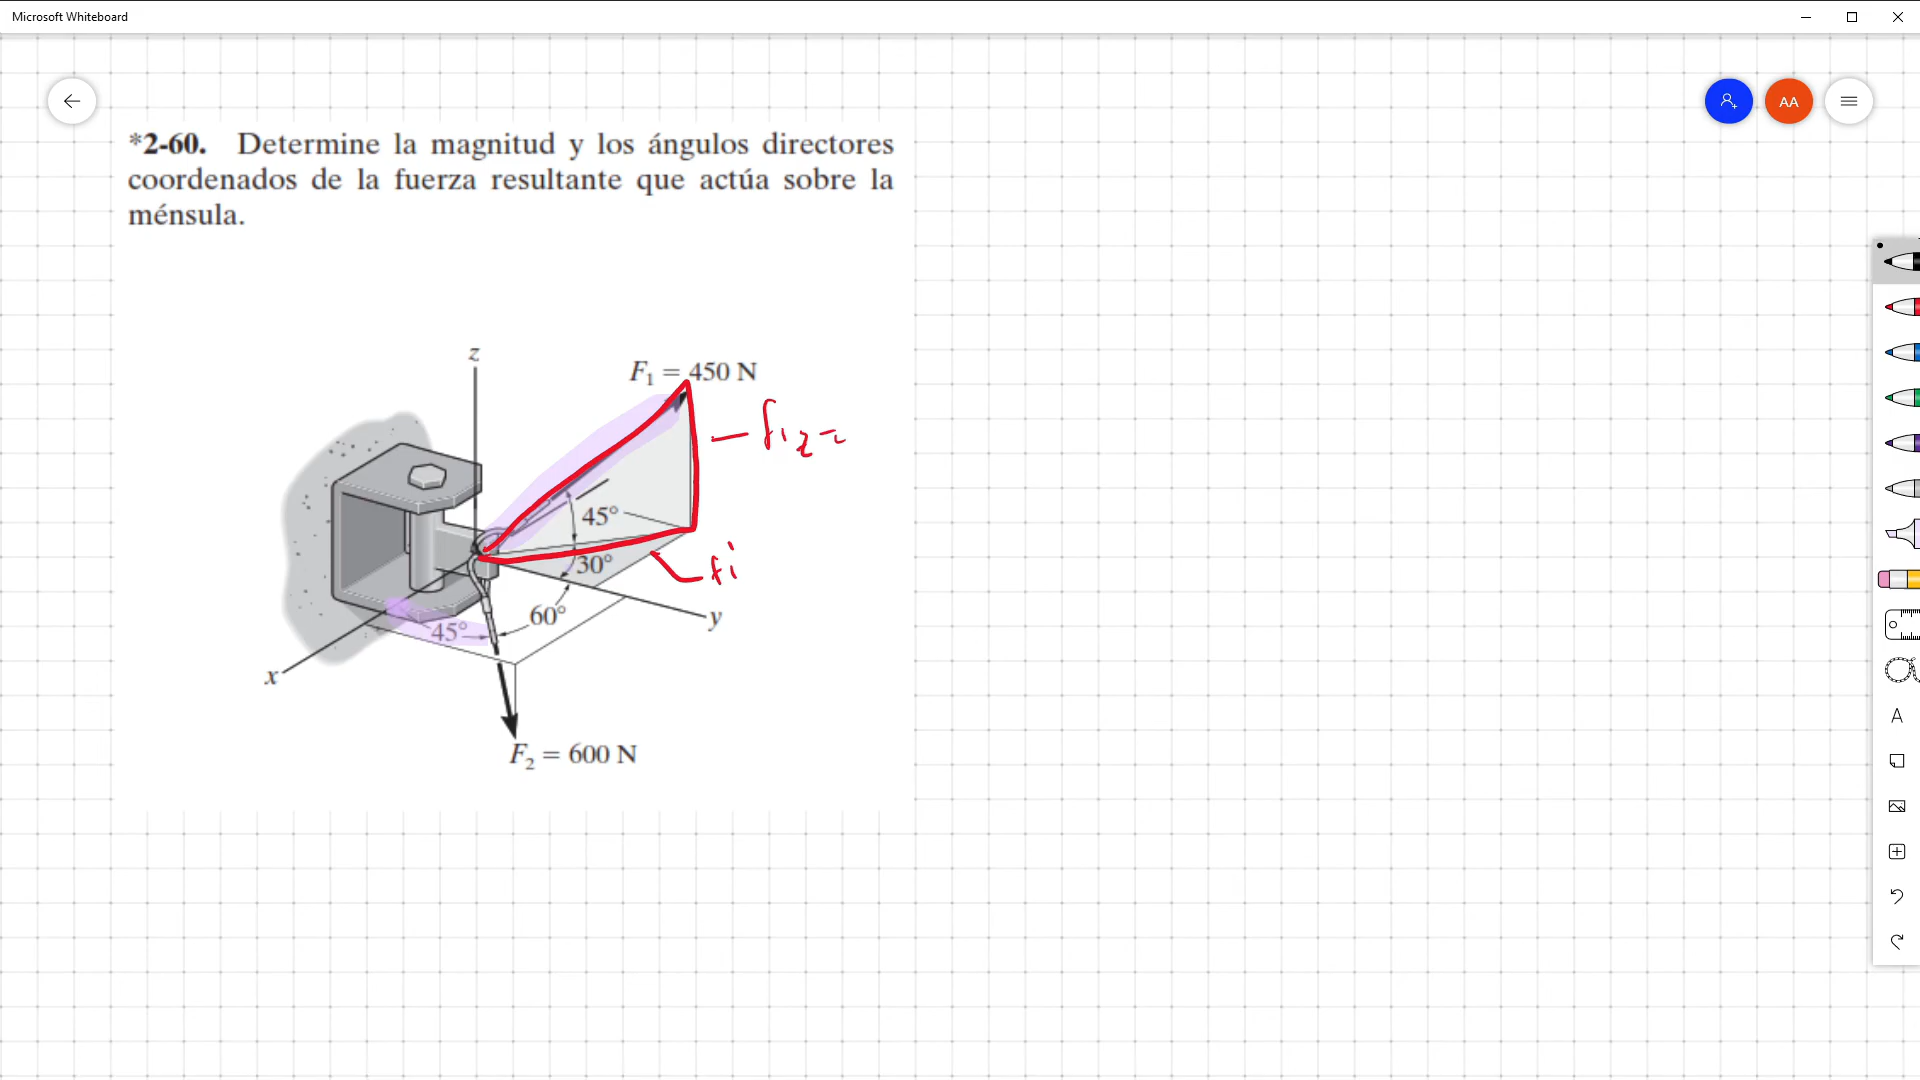 Microsoft Whiteboard
AA
*2-60. Determine la magnitud y los ángulos directores
coordenados de la fuerza resultante que actúa sobre la
ménsula.
z
F₁ = 450 N
45°
30°
60°
45°
y
x
F₂ = 600 N
A